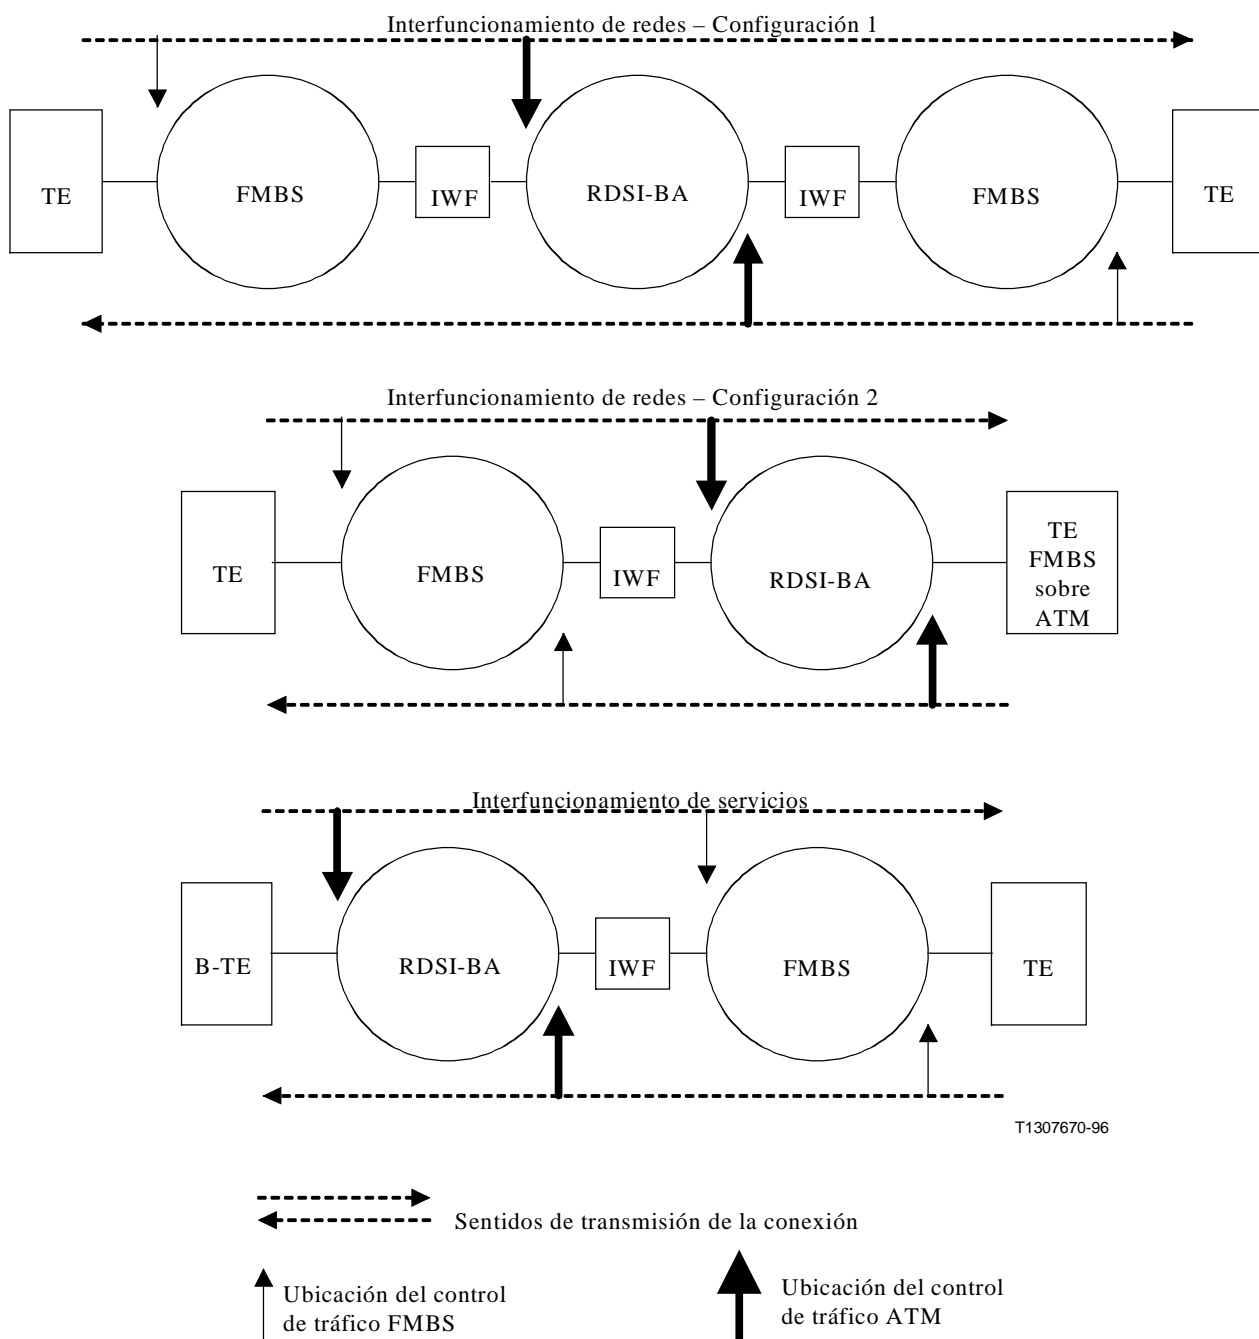 Interfuncionamiento de redes – Configuración 1
TE
FMBS
IWF
RDSI-BA
IWF
FMBS
TE
Interfuncionamiento de redes – Configuración 2
TE
FMBS
IWF
RDSI-BA
TE
FMBS
sobre
ATM
Interfuncionamiento de servicios
B-TE
RDSI-BA
IWF
FMBS
TE
T1307670-96
Sentidos de transmisión de la conexión
Ubicación del control
de tráfico FMBS
Ubicación del control
de tráfico ATM